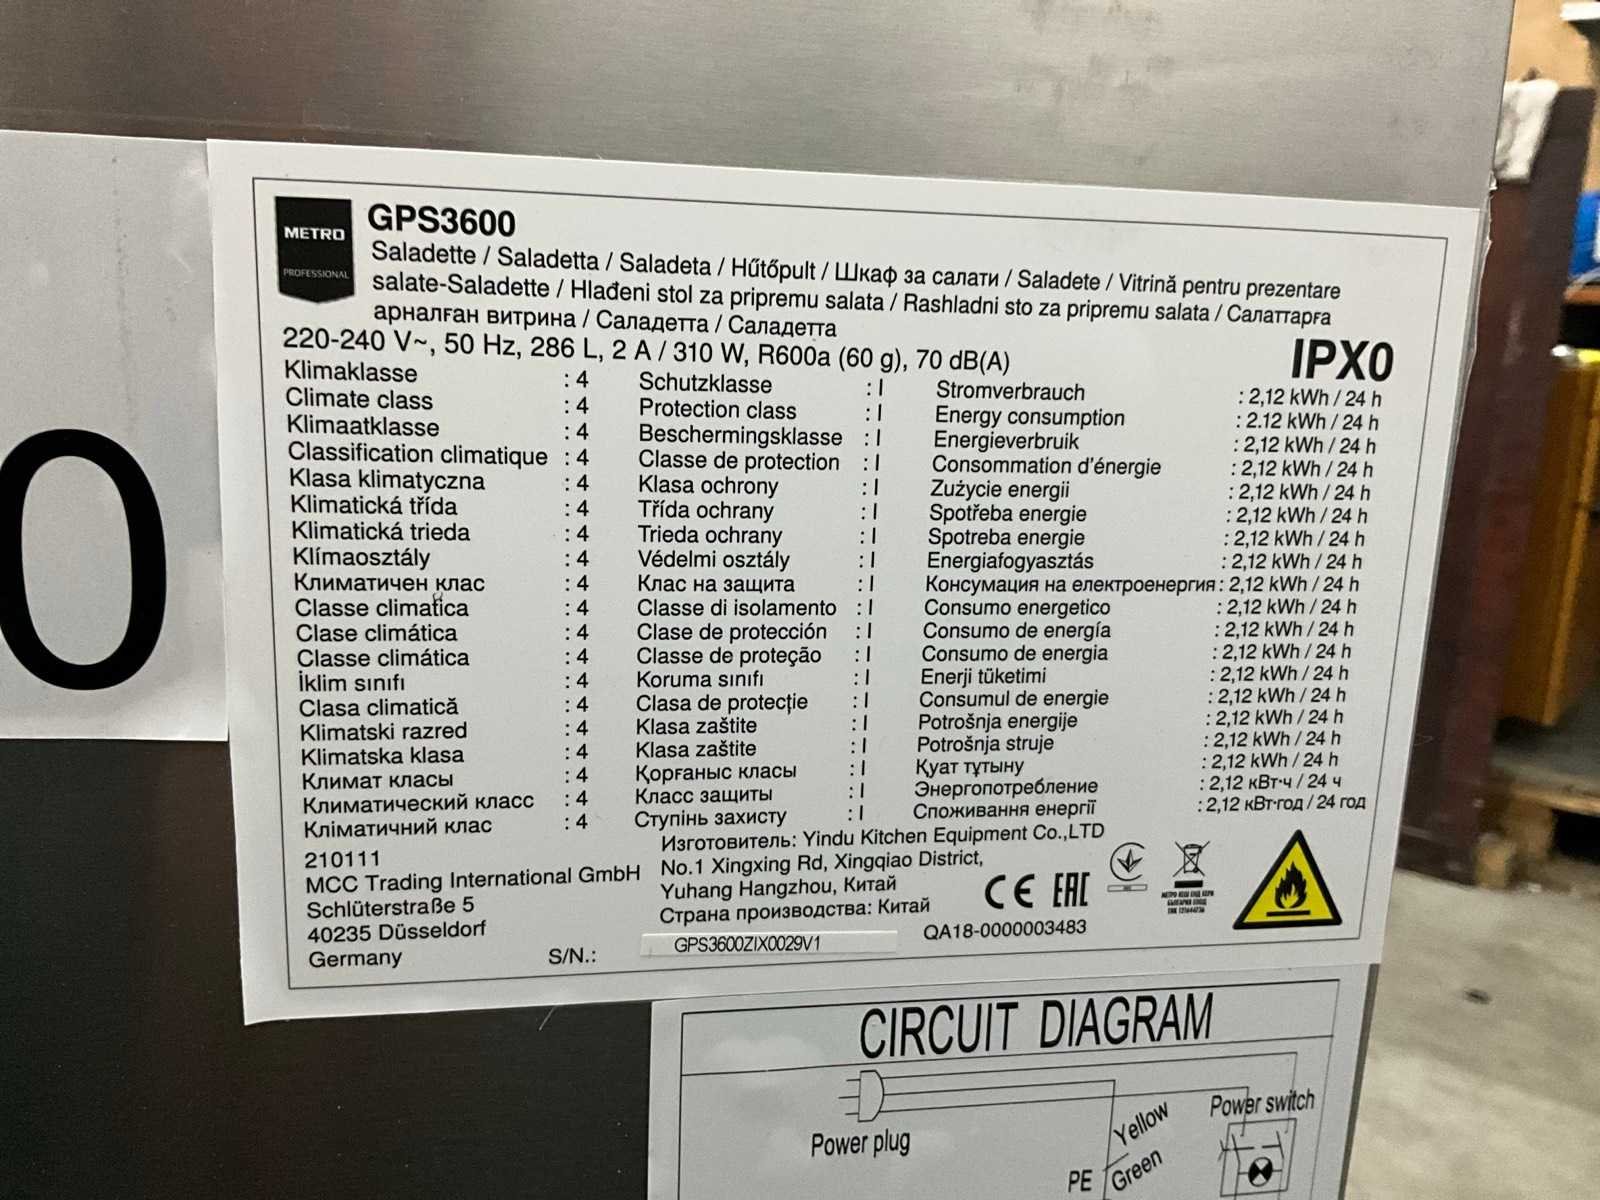 METRO
PROFESSIONAL
GPS3600
Saladette / Saladetta / Saladeta / Hűtőpult / Шкаф за салати / Saladete / Vitrină pentru prezentare
salate-Saladette / Hlađeni stol za pripremu salata / Rashladni sto za pripremu salata / Салаттарға
арналған витрина / Саладетта / Саладетта
220-240 V~, 50 Hz, 286 L, 2 A / 310 W, R600a (60 g), 70 dB(A)
IPX0
Klimaklasse : 4 Schutzklasse : I Stromverbrauch : 2,12 kWh / 24 h
Climate class : 4 Protection class : I Energy consumption : 2.12 kWh / 24 h
Klimaatklasse : 4 Beschermingsklasse : I Energieverbruik : 2,12 kWh / 24 h
Classification climatique : 4 Classe de protection : I Consommation d'énergie : 2,12 kWh / 24 h
Klasa klimatyczna : 4 Klasa ochrony : I Zużycie energii : 2,12 kWh / 24 h
Klimatická třída : 4 Třída ochrany : I Spotřeba energie : 2,12 kWh / 24 h
Klimatická trieda : 4 Trieda ochrany : I Spotreba energie : 2,12 kWh / 24 h
Klímaosztály : 4 Védelmi osztály : I Energiafogyasztás : 2,12 kWh / 24 h
Климатичен клас : 4 Клас на защита : I Консумация на електроенергия : 2,12 kWh / 24 h
Classe climatica : 4 Classe di isolamento : I Consumo energetico : 2,12 kWh / 24 h
Clase climática : 4 Clase de protección : I Consumo de energía : 2,12 kWh / 24 h
Classe climática : 4 Classe de proteção : I Consumo de energia : 2,12 kWh / 24 h
İklim sınıfı : 4 Koruma sınıfı : I Enerji tüketimi : 2,12 kWh / 24 h
Clasa climatică : 4 Clasa de protecție : I Consumul de energie : 2,12 kWh / 24 h
Klimatski razred : 4 Klasa zaštite : I Potrošnja energije : 2,12 kWh / 24 h
Klimatska klasa : 4 Klasa zaštite : I Potrošnja struje : 2,12 kWh / 24 h
Климат класы : 4 Қорғаныс класы : I Қуат тұтыну : 2,12 kWh / 24 h
Климатический класс : 4 Класс защиты : I Энергопотребление : 2,12 кВт·ч / 24 ч
Кліматичний клас : 4 Ступінь захисту : I Споживання енергії : 2,12 кВт·год / 24 год
210111
MCC Trading International GmbH
Schlüterstraße 5
40235 Düsseldorf
Germany
Изготовитель: Yindu Kitchen Equipment Co.,LTD
No.1 Xingxing Rd, Xingqiao District,
Yuhang Hangzhou, Китай
Страна производства: Китай
S/N.: GPS3600ZIX0029V1
CE EAC
QA18-0000003483
0
CIRCUIT DIAGRAM
Power plug
Yellow
Green
PE
Power switch